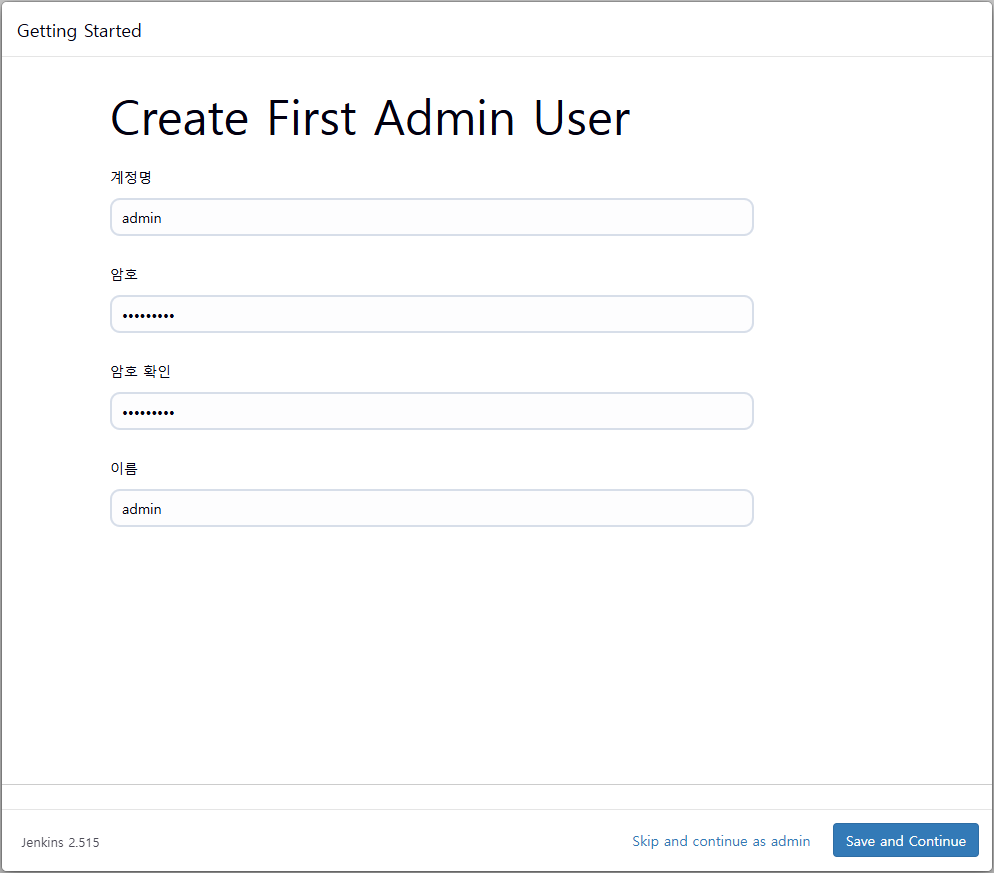 Getting Started
Create First Admin User
계정명
admin
암호
•••••••••
암호 확인
•••••••••
이름
admin
Jenkins 2.515
Skip and continue as admin
Save and Continue